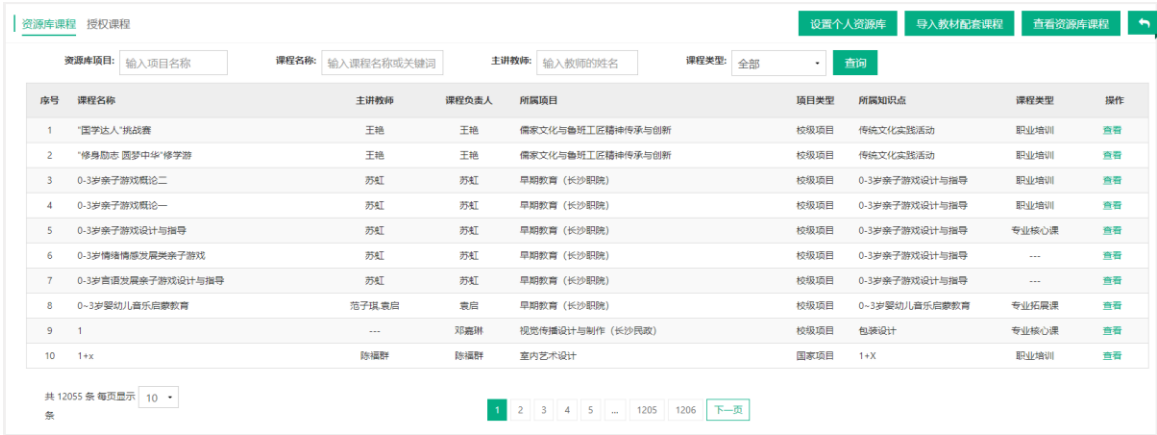 资源库课程 授权课程 设置个人资源库 导入教材配套课程 查看资源库课程
资源库项目: 输入项目名称 课程名称: 输入课程名称或关键词 主讲教师: 输入教师的姓名 课程类型: 全部 查询
序号 课程名称 主讲教师 课程负责人 所属项目 项目类型 所属知识点 课程类型 操作
1 "国学达人"挑战赛 王艳 王艳 儒家文化与鲁班工匠精神传承与创新 校级项目 传统文化实践活动 职业培训 查看
2 "修身励志 圆梦中华"修学游 王艳 王艳 儒家文化与鲁班工匠精神传承与创新 校级项目 传统文化实践活动 职业培训 查看
3 0-3岁亲子游戏概论二 苏虹 苏虹 早期教育（长沙职院） 校级项目 0-3岁亲子游戏设计与指导 职业培训 查看
4 0-3岁亲子游戏概论一 苏虹 苏虹 早期教育（长沙职院） 校级项目 0-3岁亲子游戏设计与指导 职业培训 查看
5 0-3岁亲子游戏设计与指导 苏虹 苏虹 早期教育（长沙职院） 校级项目 0-3岁亲子游戏设计与指导 专业核心课 查看
6 0-3岁情绪情感发展类亲子游戏 苏虹 苏虹 早期教育（长沙职院） 校级项目 0-3岁亲子游戏设计与指导 --- 查看
7 0-3岁言语发展亲子游戏设计与指导 苏虹 苏虹 早期教育（长沙职院） 校级项目 0-3岁亲子游戏设计与指导 --- 查看
8 0~3岁婴幼儿音乐启蒙教育 范子琪,袁启 袁启 早期教育（长沙职院） 校级项目 0~3岁婴幼儿音乐启蒙教育 专业拓展课 查看
9 1 --- 邓嘉琳 视觉传播设计与制作（长沙民政） 校级项目 包装设计 专业核心课 查看
10 1+x 陈福群 陈福群 室内艺术设计 国家项目 1+X 职业培训 查看
共 12055 条 每页显示 10
条
1 2 3 4 5 ... 1205 1206 下一页